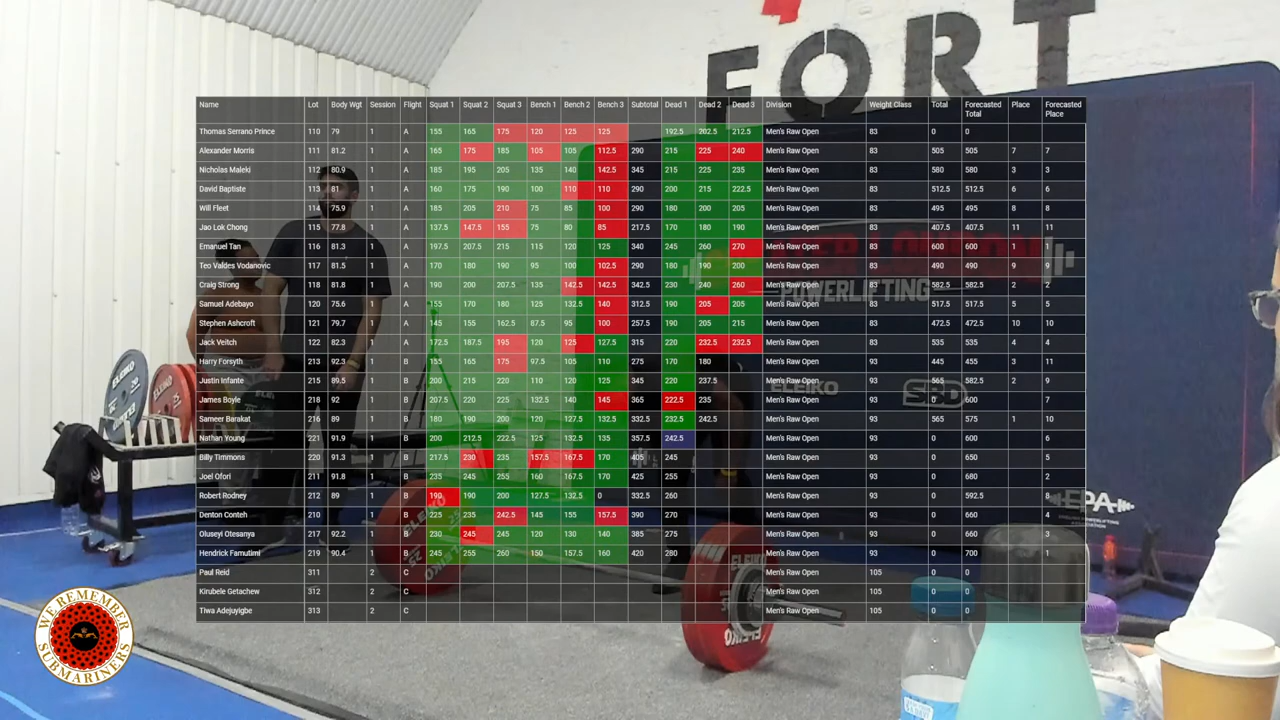 FORT
Name Lot Body Wgt Session Flight Squat 1 Squat 2 Squat 3 Bench 1 Bench 2 Bench 3 Subtotal Dead 1 Dead 2 Dead 3 Division Weight Class Total Forecasted Total Place Forecasted Place
Thomas Serrano Prince 110 79 1 A 155 165 175 120 125 125 192.5 202.5 212.5 Men's Raw Open 83 0 0
Alexander Morris 111 81.2 1 A 165 175 185 105 105 112.5 290 215 225 240 Men's Raw Open 83 505 505 7 7
Nicholas Maleki 112 80.9 1 A 185 195 205 135 140 142.5 345 215 225 235 Men's Raw Open 83 580 580 3 3
David Baptiste 113 81 1 A 160 175 190 100 110 110 290 200 215 222.5 Men's Raw Open 83 512.5 512.5 6 6
Will Fleet 114 75.9 1 A 185 205 210 75 85 100 290 180 200 205 Men's Raw Open 83 495 495 8 8
Jao Lok Chong 115 77.8 1 A 137.5 147.5 155 75 80 85 217.5 170 180 190 Men's Raw Open 83 407.5 407.5 11 11
Emanuel Tan 116 81.3 1 A 197.5 207.5 215 115 120 125 340 245 260 270 Men's Raw Open 83 600 600 1 1
Teo Valdes Vodanovic 117 81.5 1 A 170 180 190 95 100 102.5 290 180 190 200 Men's Raw Open 83 490 490 9 9
Craig Strong 118 81.8 1 A 190 200 207.5 135 142.5 142.5 342.5 230 240 260 Men's Raw Open 83 582.5 582.5 2 2
Samuel Adebayo 120 75.6 1 A 155 170 180 125 132.5 140 312.5 190 205 205 Men's Raw Open 83 517.5 517.5 5 5
Stephen Ashcroft 121 79.7 1 A 145 155 162.5 87.5 95 100 257.5 190 205 215 Men's Raw Open 83 472.5 472.5 10 10
Jack Veitch 122 82.3 1 A 172.5 187.5 195 120 125 127.5 315 220 232.5 232.5 Men's Raw Open 83 535 535 4 4
Harry Forsyth 213 92.3 1 B 155 165 175 97.5 105 110 275 170 180 Men's Raw Open 93 445 455 3 11
Justin Infante 215 89.5 1 B 200 215 220 110 120 125 345 220 237.5 Men's Raw Open 93 565 582.5 2 9
James Boyle 218 92 1 B 207.5 220 225 132.5 140 145 365 222.5 235 Men's Raw Open 93 0 600 7
Sameer Barakat 216 89 1 B 180 190 200 120 127.5 132.5 332.5 232.5 242.5 Men's Raw Open 93 565 575 1 10
Nathan Young 221 91.9 1 B 200 212.5 222.5 125 132.5 135 357.5 242.5 Men's Raw Open 93 0 600 6
Billy Timmons 220 91.3 1 B 217.5 230 235 157.5 167.5 170 405 245 Men's Raw Open 93 0 650 5
Joel Ofori 211 91.8 1 B 235 245 255 160 167.5 170 425 255 Men's Raw Open 93 0 680 2
Robert Rodney 212 89 1 B 190 190 200 127.5 132.5 0 332.5 260 Men's Raw Open 93 0 592.5 8
Denton Conteh 210 1 B 225 235 242.5 145 155 157.5 390 270 Men's Raw Open 93 0 660 4
Oluseyi Otesanya 217 92.2 1 B 230 245 245 120 130 140 385 275 Men's Raw Open 93 0 660 3
Hendrick Famutimi 219 90.4 1 B 245 255 260 150 157.5 160 420 280 Men's Raw Open 93 0 700 1
Paul Reid 311 2 C Men's Raw Open 105 0 0
Kirubele Getachew 312 2 C Men's Raw Open 105 0 0
Tiwa Adejuyigbe 313 2 C Men's Raw Open 105 0 0
POWERLIFTING
ELEIKO
SBD
EPA
ELEIKO
ELEIKO
25
ELEIKO
ELEIKO
WE REMEMBER
SUBMARINERS